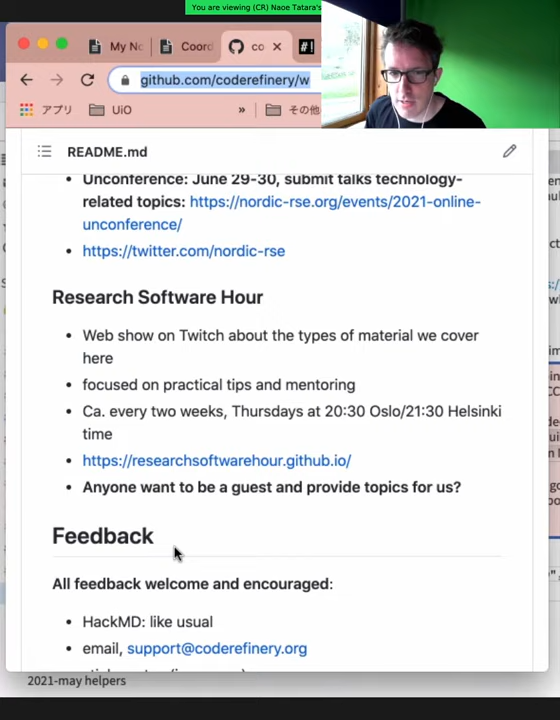 You are viewing (CR) Naoe Tatara's
My No
Coord
co
github.com/coderefinery/w
アプリ
UiO
»
その他
README.md
Unconference: June 29-30, submit talks technology-
related topics: https://nordic-rse.org/events/2021-online-
unconference/
https://twitter.com/nordic-rse
Research Software Hour
Web show on Twitch about the types of material we cover
here
focused on practical tips and mentoring
Ca. every two weeks, Thursdays at 20:30 Oslo/21:30 Helsinki
time
https://researchsoftwarehour.github.io/
Anyone want to be a guest and provide topics for us?
Feedback
All feedback welcome and encouraged:
HackMD: like usual
email, support@coderefinery.org
2021-may helpers